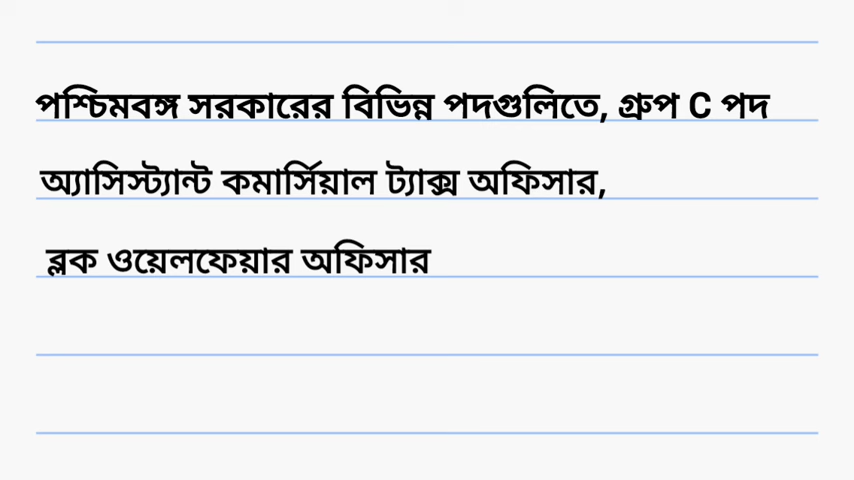 পশ্চিমবঙ্গ সরকারের বিভিন্ন পদগুলিতে, গ্রুপ C পদ
অ্যাসিস্ট্যান্ট কমার্সিয়াল ট্যাক্স অফিসার,
ব্লক ওয়েলফেয়ার অফিসার